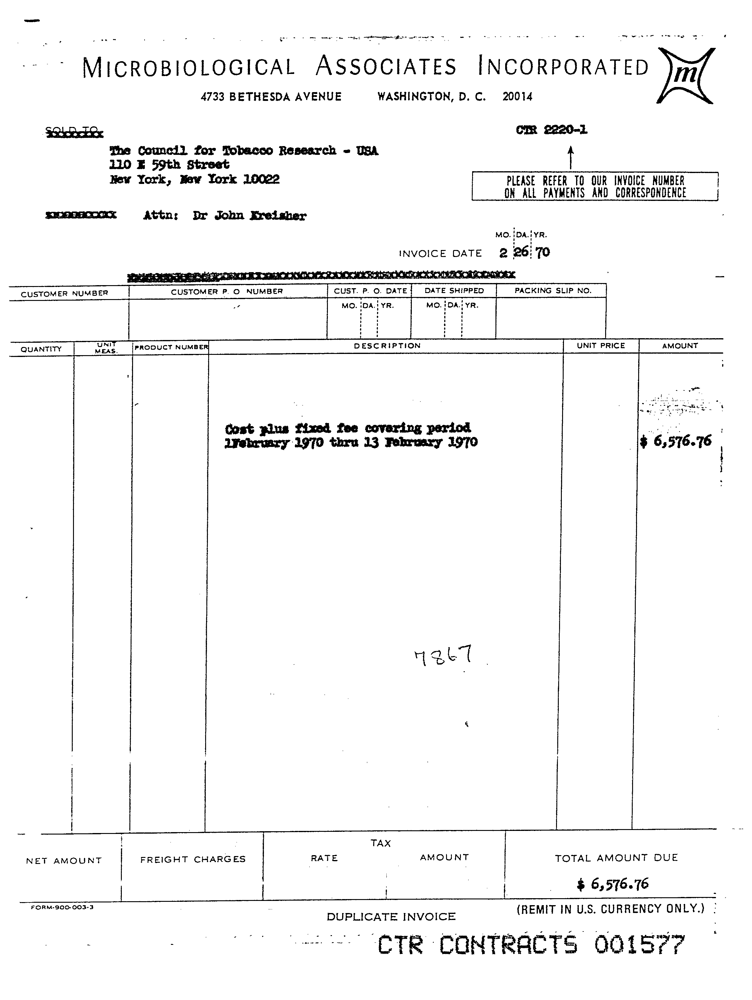 MICROBIOLOGICAL ASSOCIATES INCORPORATED
m
4733 BETHESDA AVENUE WASHINGTON, D. C. 20014
SOLD TO
CTR 2220-1
The Council for Tobacco Research - USA
110 E 59th Street
New York, New York 10022
PLEASE REFER TO OUR INVOICE NUMBER
ON ALL PAYMENTS AND CORRESPONDENCE
Attn: Dr John Kreisher
MO. DA. YR.
INVOICE DATE 2 26 70
CUSTOMER NUMBER CUSTOMER P. O. NUMBER CUST. P. O. DATE DATE SHIPPED PACKING SLIP NO.
MO. DA. YR. MO. DA. YR.
QUANTITY UNIT MEAS. PRODUCT NUMBER DESCRIPTION UNIT PRICE AMOUNT
Cost plus fixed fee covering period
1February 1970 thru 13 February 1970 $ 6,576.76
7867
TAX
NET AMOUNT FREIGHT CHARGES RATE AMOUNT TOTAL AMOUNT DUE
$ 6,576.76
FORM-900-003-3
DUPLICATE INVOICE (REMIT IN U.S. CURRENCY ONLY.)
CTR CONTRACTS 001577